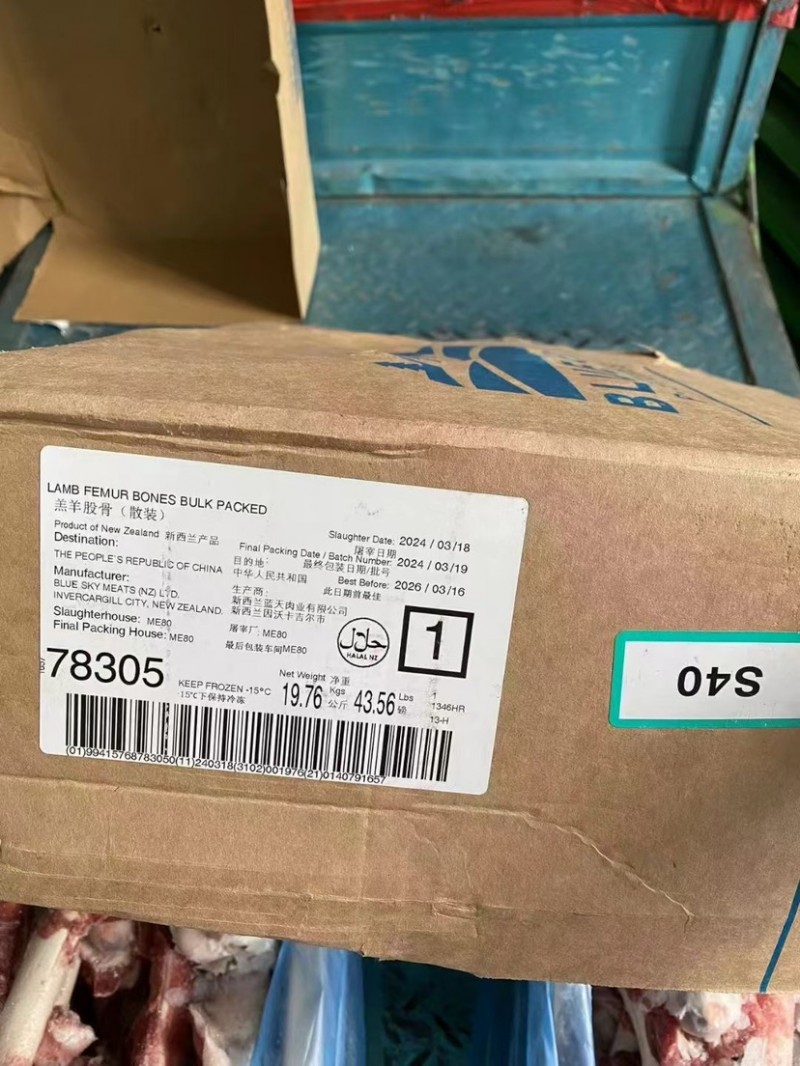 BLU
LAMB FEMUR BONES BULK PACKED
羔羊股骨（散装）
Product of New Zealand 新西兰产品
Slaughter Date: 2024 / 03/18
屠宰日期
Destination:
THE PEOPLE'S REPUBLIC OF CHINA
目的地:
中华人民共和国
Final Packing Date / Batch Number: 2024 / 03/19
最终包装日期/批号
Best Before: 2026 / 03/16
此日期前最佳
Manufacturer:
BLUE SKY MEATS (NZ) LTD.
INVERCARGILL CITY, NEW ZEALAND.
生产商:
新西兰蓝天肉业有限公司
新西兰因沃卡吉尔市
Slaughterhouse: ME80
屠宰厂: ME80
Final Packing House: ME80
最后包装车间ME80
حلال
HALAL NZ
1
78305
KEEP FROZEN -15°C
-15℃下保持冷冻
Net Weight 净重
19.76 Kgs 公斤 43.56 Lbs 磅
1
1346HR
13-H
(01)99415768783050(11)240318(3102)001976(21)0140791657
S40